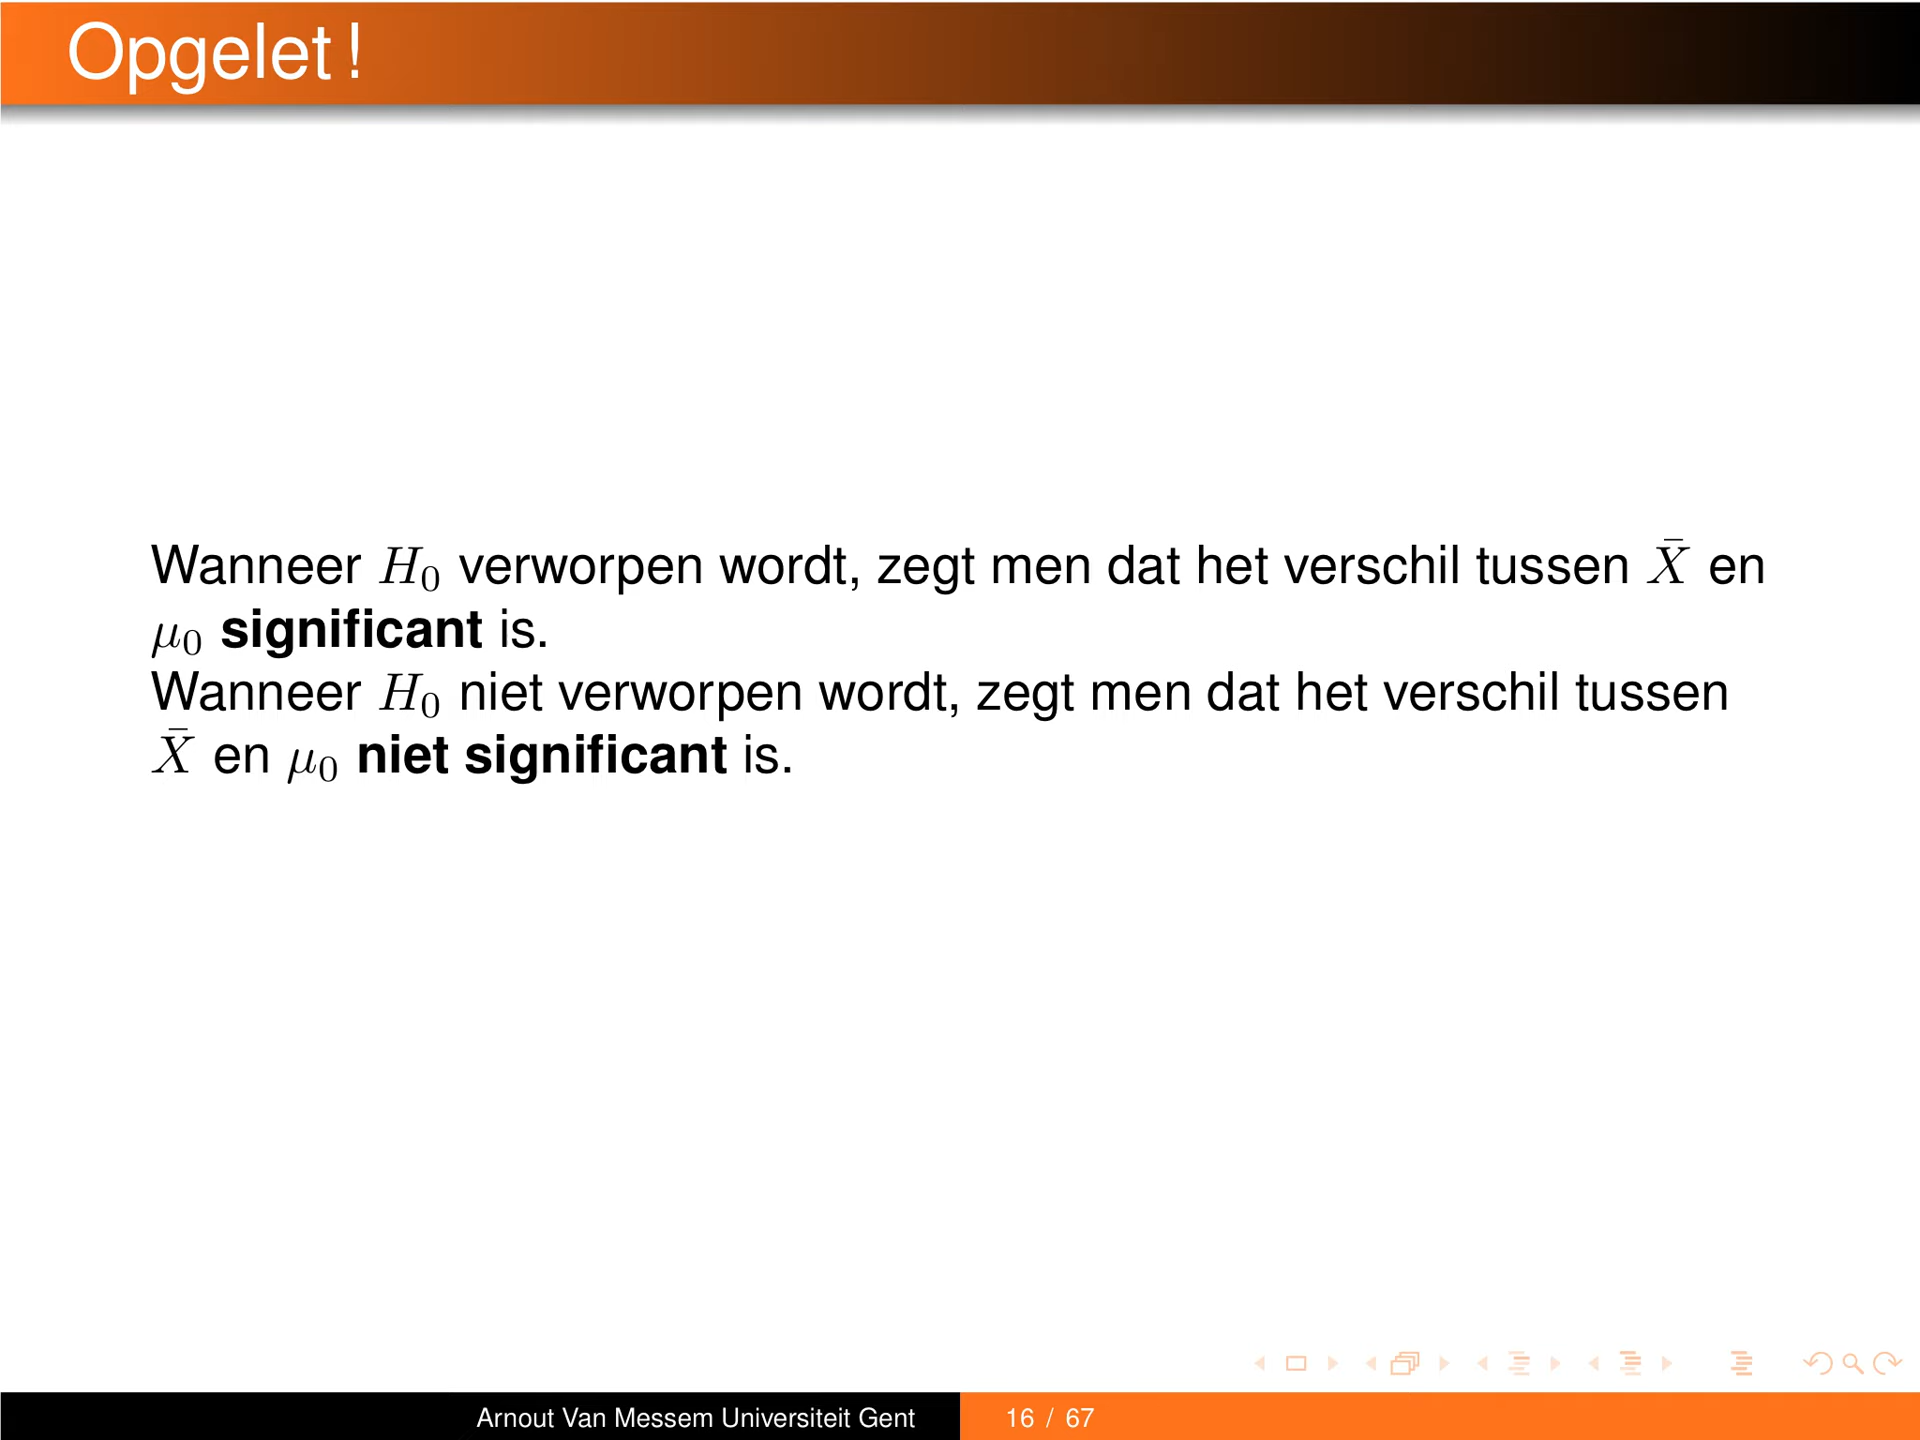 Opgelet !
Wanneer H₀ verworpen wordt, zegt men dat het verschil tussen X̄ en
μ₀ significant is.
Wanneer H₀ niet verworpen wordt, zegt men dat het verschil tussen
X̄ en μ₀ niet significant is.
Arnout Van Messem Universiteit Gent 16 / 67